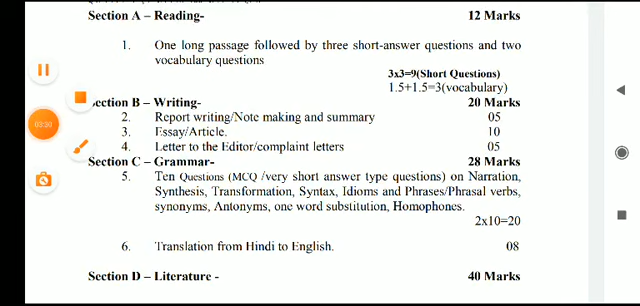 Section A – Reading- 12 Marks
1. One long passage followed by three short-answer questions and two
vocabulary questions
3x3=9(Short Questions)
1.5+1.5=3(vocabulary)
ection B – Writing- 20 Marks
2. Report writing/Note making and summary 05
3. Essay/Article. 10
4. Letter to the Editor/complaint letters 05
Section C – Grammar- 28 Marks
5. Ten Questions (MCQ /very short answer type questions) on Narration,
Synthesis, Transformation, Syntax, Idioms and Phrases/Phrasal verbs,
synonyms, Antonyms, one word substitution, Homophones.
2x10=20
6. Translation from Hindi to English. 08
Section D – Literature - 40 Marks